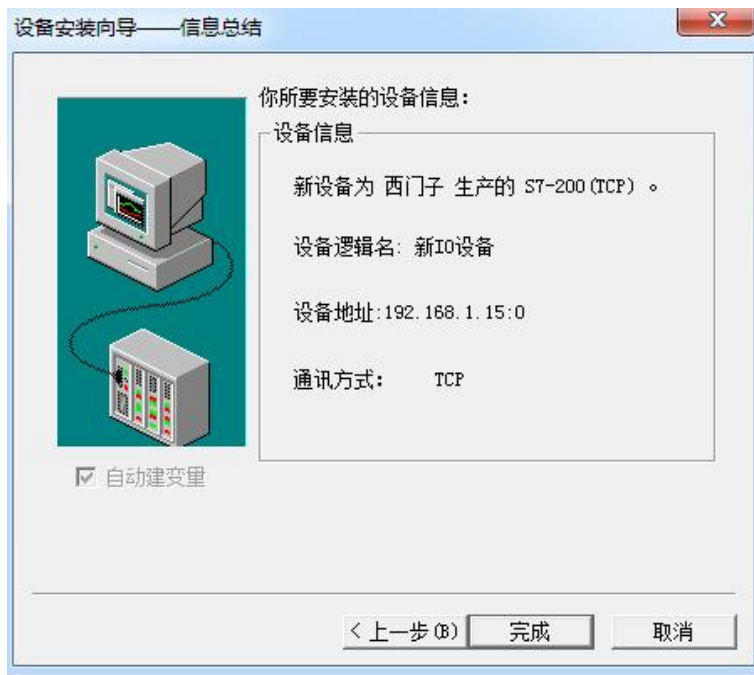 设备安装向导——信息总结
你所要安装的设备信息:
设备信息
新设备为 西门子 生产的 S7-200(TCP) 。
设备逻辑名: 新IO设备
设备地址:192.168.1.15:0
通讯方式: TCP
自动建变量
< 上一步(B) 完成 取消